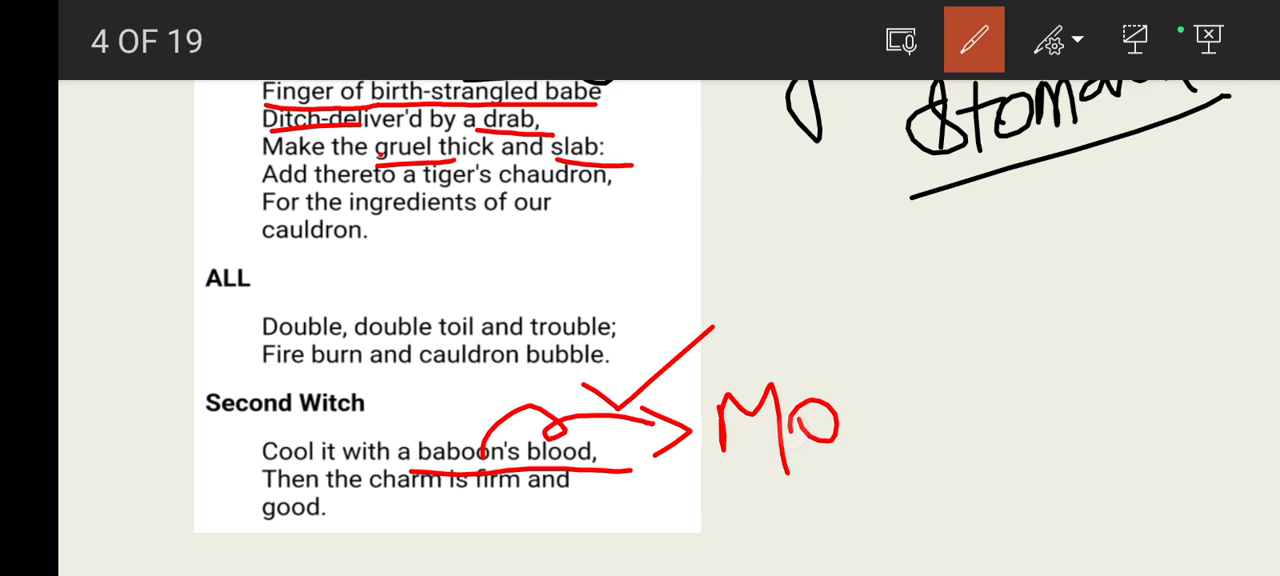 4 OF 19
Finger of birth-strangled babe
Ditch-deliver'd by a drab,
Make the gruel thick and slab:
Add thereto a tiger's chaudron,
For the ingredients of our
cauldron.
ALL
Double, double toil and trouble;
Fire burn and cauldron bubble.
Second Witch
Cool it with a baboon's blood,
Then the charm is firm and
good.
Mo